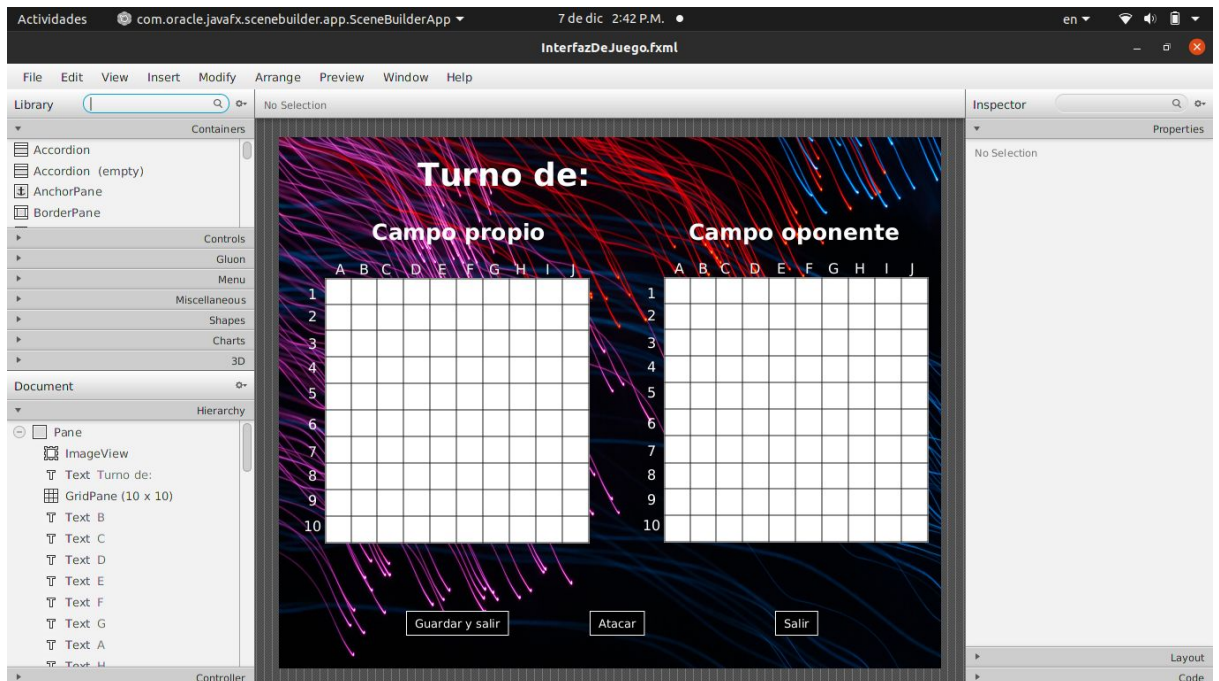 Actividades com.oracle.javafx.scenebuilder.app.SceneBuilderApp 7 de dic 2:42 P.M. en
InterfazDeJuego.fxml
File Edit View Insert Modify Arrange Preview Window Help
Library
No Selection
Inspector
Containers
Properties
Accordion
No Selection
Accordion (empty)
AnchorPane
BorderPane
Controls
Gluon
Menu
Miscellaneous
Shapes
Charts
3D
Document
Hierarchy
Pane
ImageView
Text Turno de:
GridPane (10 x 10)
Text B
Text C
Text D
Text E
Text F
Text G
Text A
Text H
Controller
Turno de:
Campo propio
A B C D E F G H I J
1
2
3
4
5
6
7
8
9
10
Campo oponente
A B C D E F G H I J
1
2
3
4
5
6
7
8
9
10
Guardar y salir
Atacar
Salir
Layout
Code